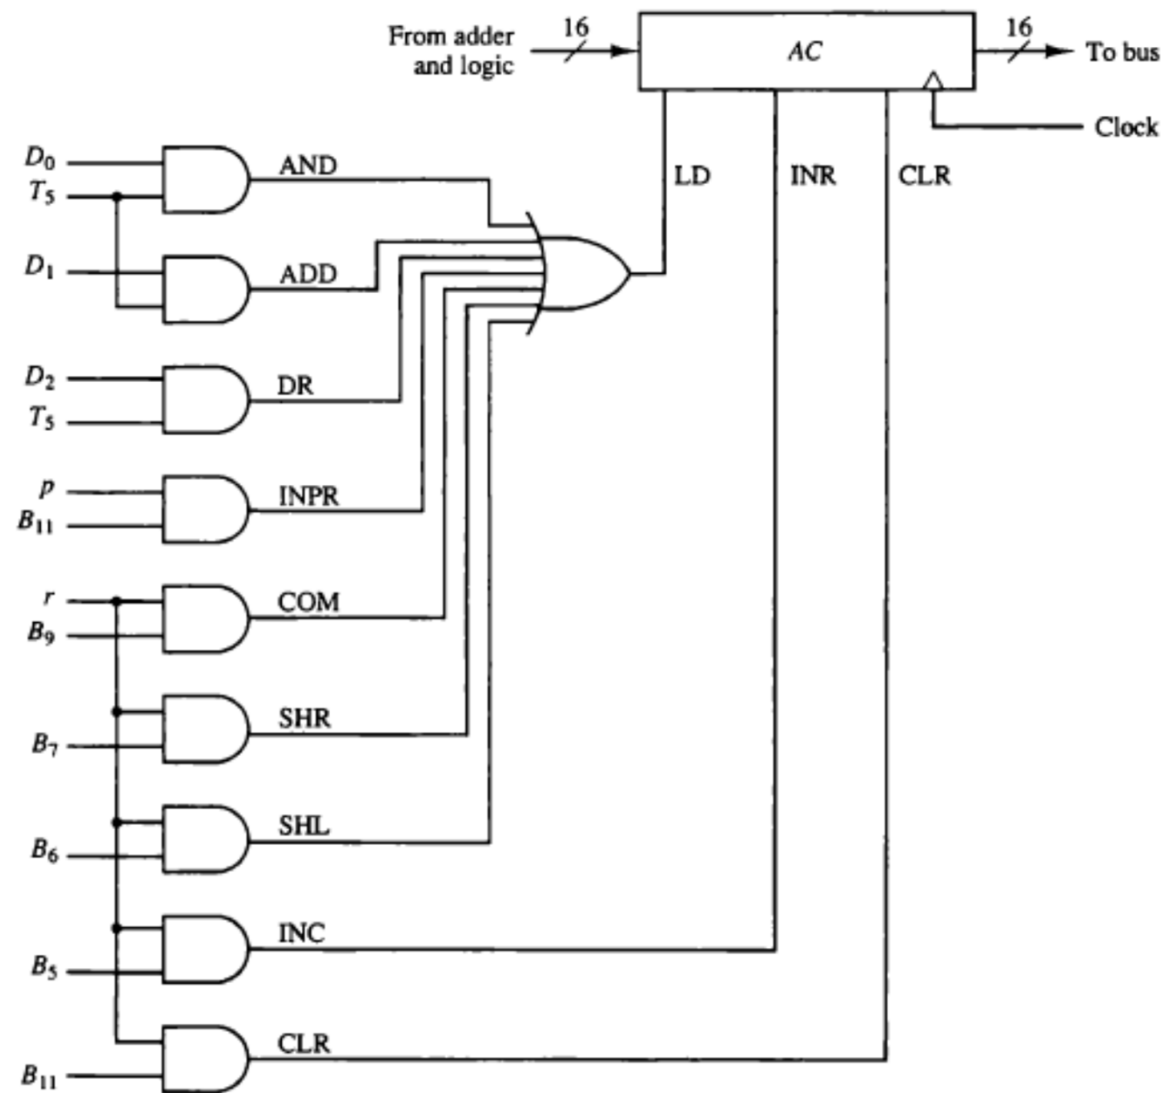 From adder
and logic
16
AC
16
To bus
Clock
LD
INR
CLR
D₀
T₅
AND
D₁
ADD
D₂
T₅
DR
p
B₁₁
INPR
r
B₉
COM
B₇
SHR
B₆
SHL
B₅
INC
B₁₁
CLR